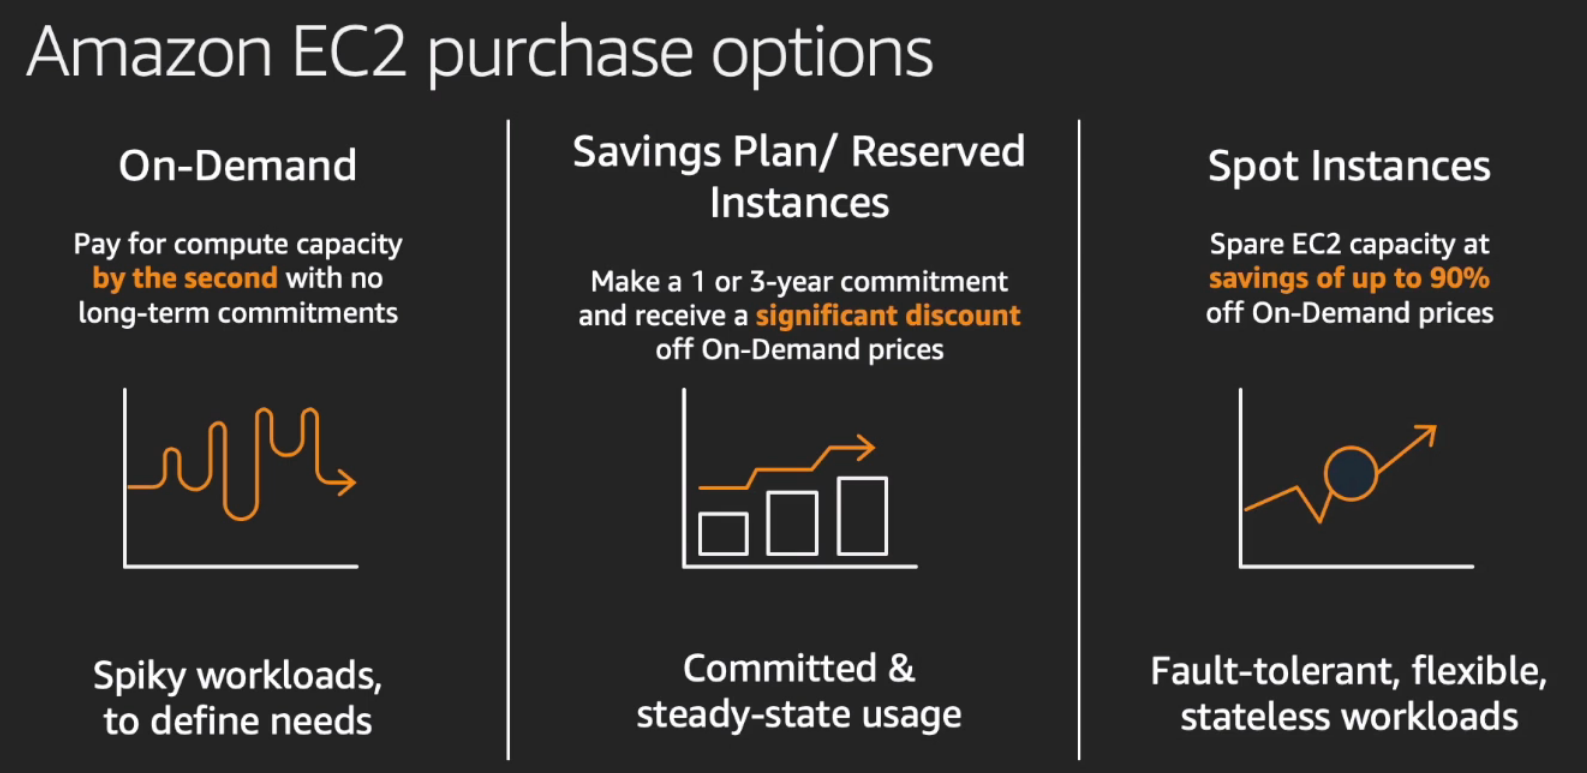 Amazon EC2 purchase options
On-Demand
Pay for compute capacity
by the second with no
long-term commitments
Spiky workloads,
to define needs
Savings Plan/ Reserved
Instances
Make a 1 or 3-year commitment
and receive a significant discount
off On-Demand prices
Committed &
steady-state usage
Spot Instances
Spare EC2 capacity at
savings of up to 90%
off On-Demand prices
Fault-tolerant, flexible,
stateless workloads